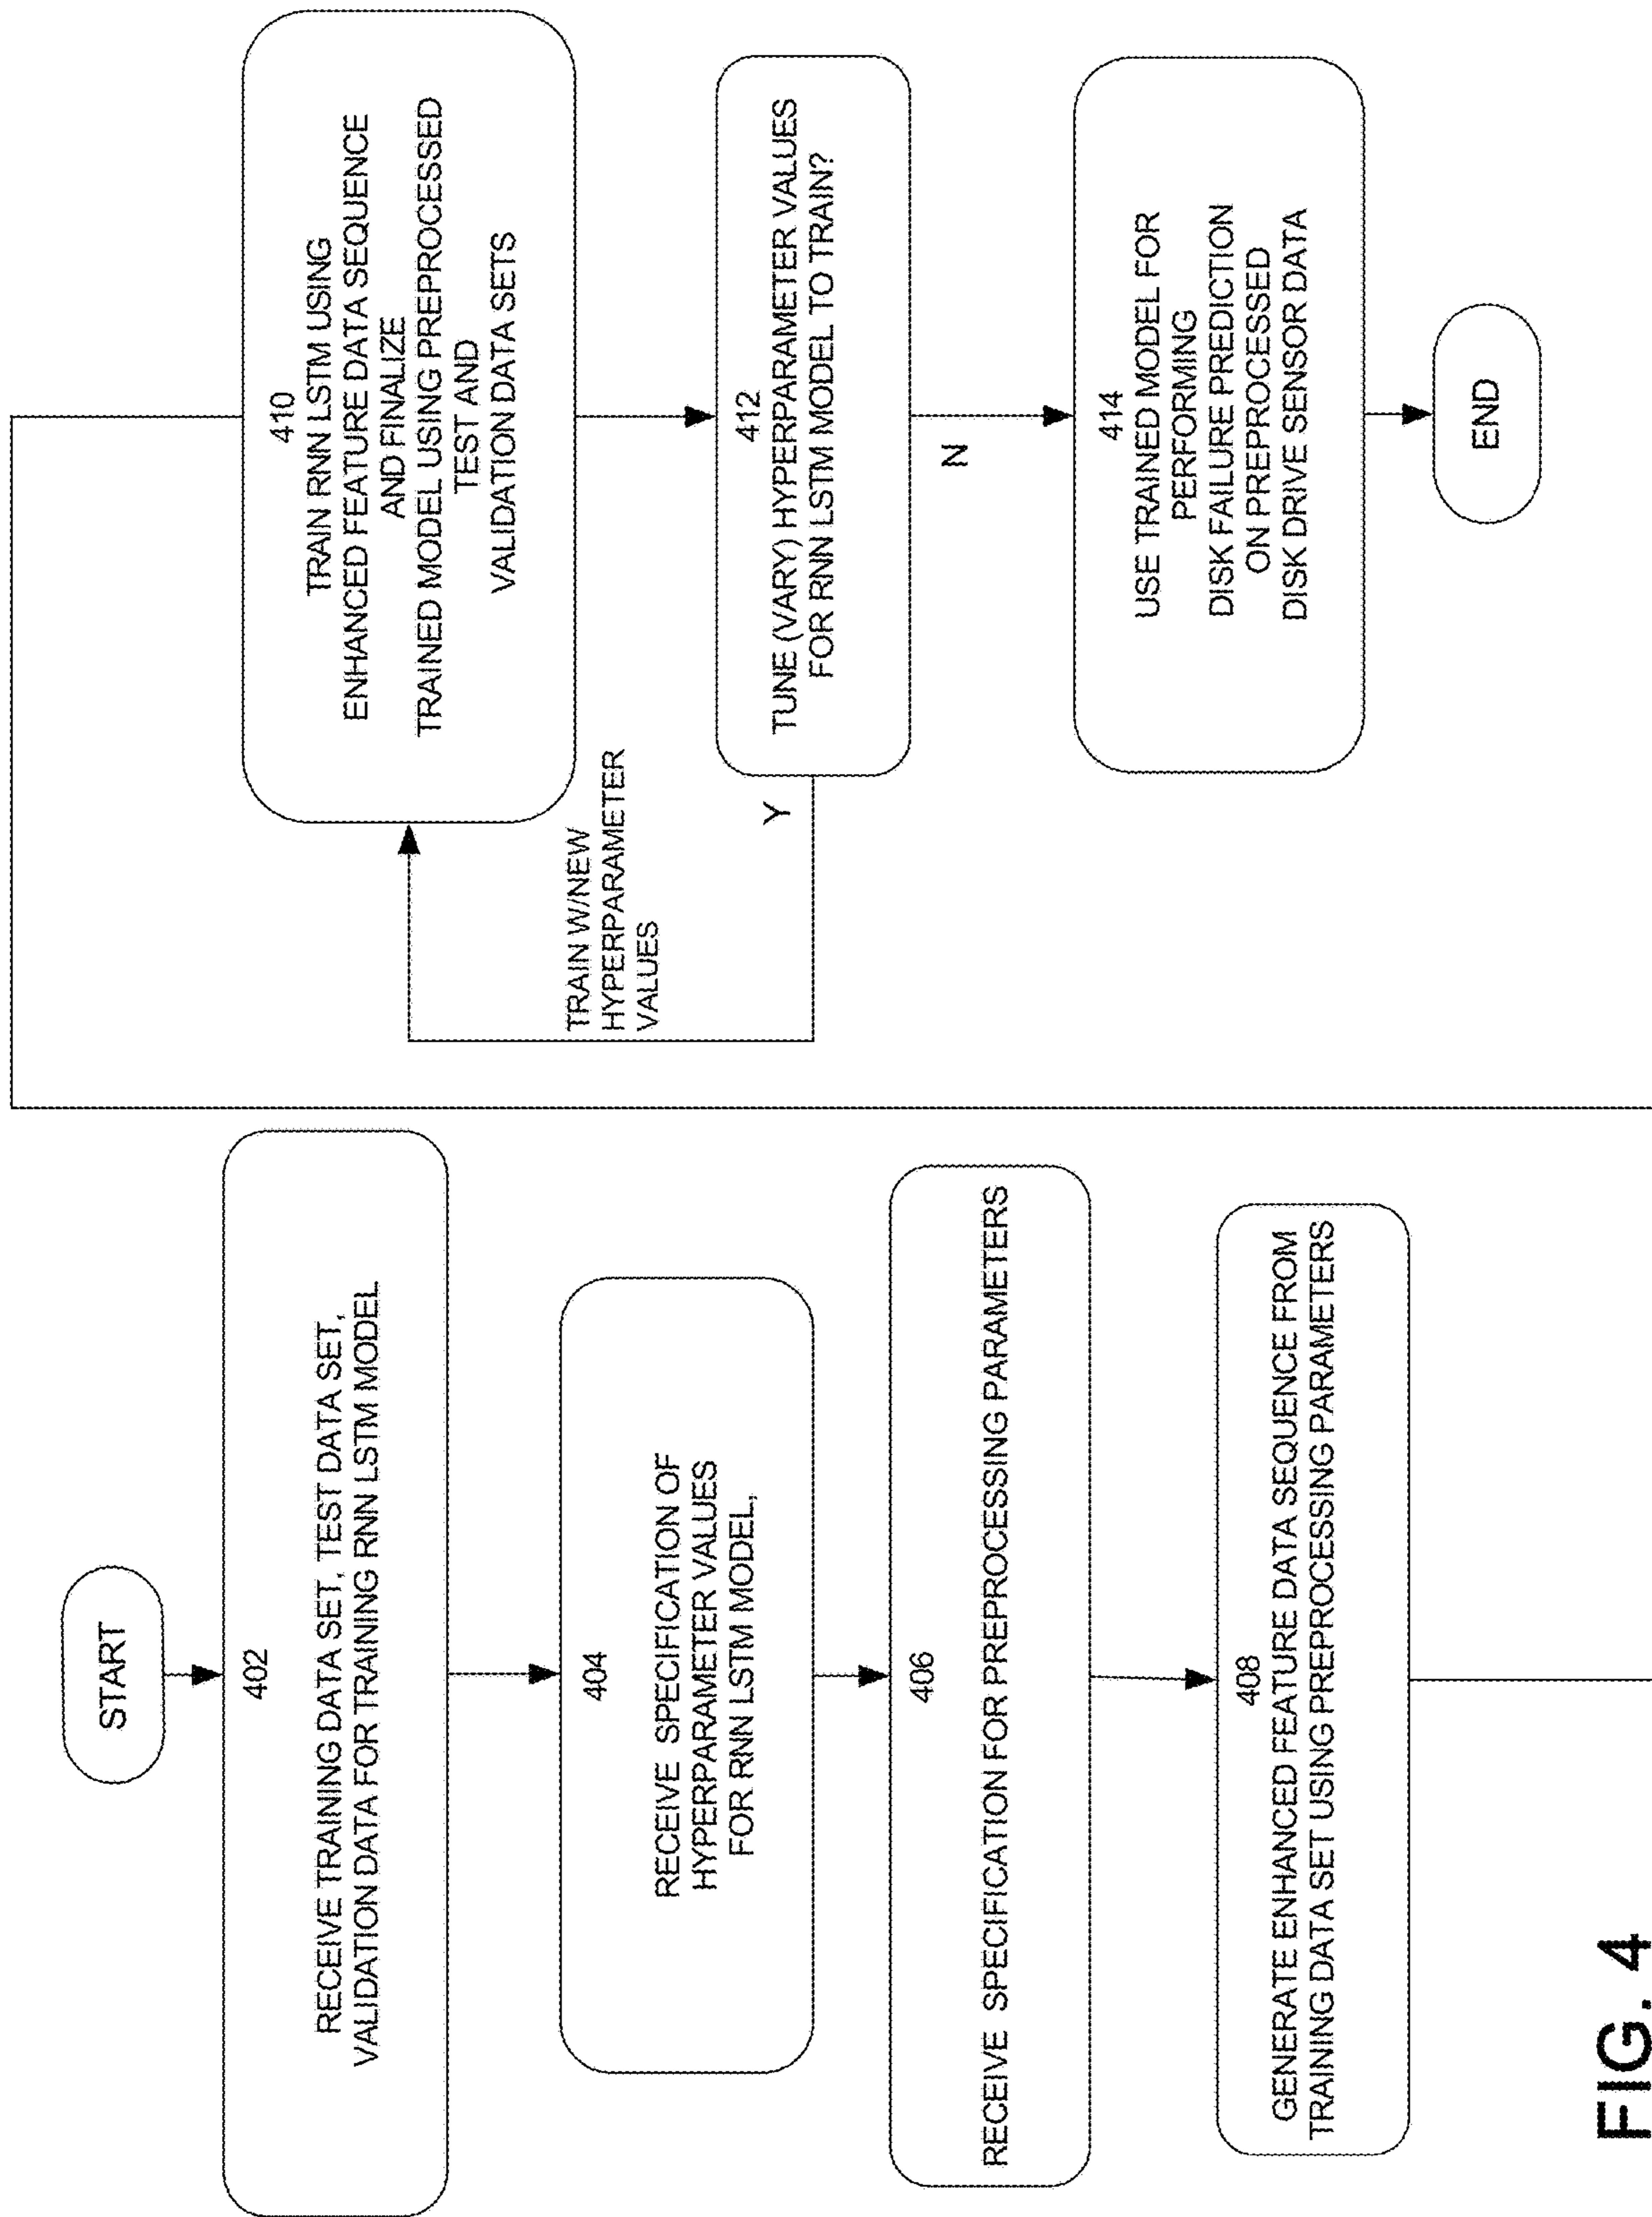 START
402
RECEIVE TRAINING DATA SET, TEST DATA SET,
VALIDATION DATA FOR TRAINING RNN LSTM MODEL
404
RECEIVE SPECIFICATION OF
HYPERPARAMETER VALUES
FOR RNN LSTM MODEL,
406
RECEIVE SPECIFICATION FOR PREPROCESSING PARAMETERS
408
GENERATE ENHANCED FEATURE DATA SEQUENCE FROM
TRAINING DATA SET USING PREPROCESSING PARAMETERS
410
TRAIN RNN LSTM USING
ENHANCED FEATURE DATA SEQUENCE
AND FINALIZE
TRAINED MODEL USING PREPROCESSED
TEST AND
VALIDATION DATA SETS
TRAIN W/NEW
HYPERPARAMETER
VALUES
412
TUNE (VARY) HYPERPARAMETER VALUES
FOR RNN LSTM MODEL TO TRAIN?
Y
N
414
USE TRAINED MODEL FOR
PERFORMING
DISK FAILURE PREDICTION
ON PREPROCESSED
DISK DRIVE SENSOR DATA
END
FIG. 4